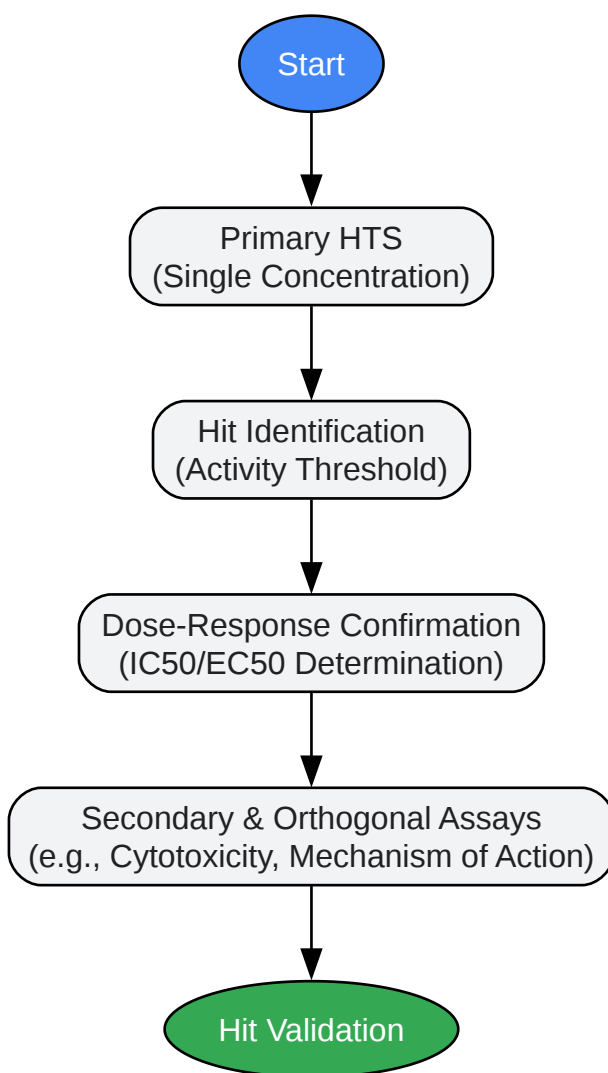 Start
Primary HTS
(Single Concentration)
Hit Identification
(Activity Threshold)
Dose-Response Confirmation
(IC50/EC50 Determination)
Secondary & Orthogonal Assays
(e.g., Cytotoxicity, Mechanism of Action)
Hit Validation